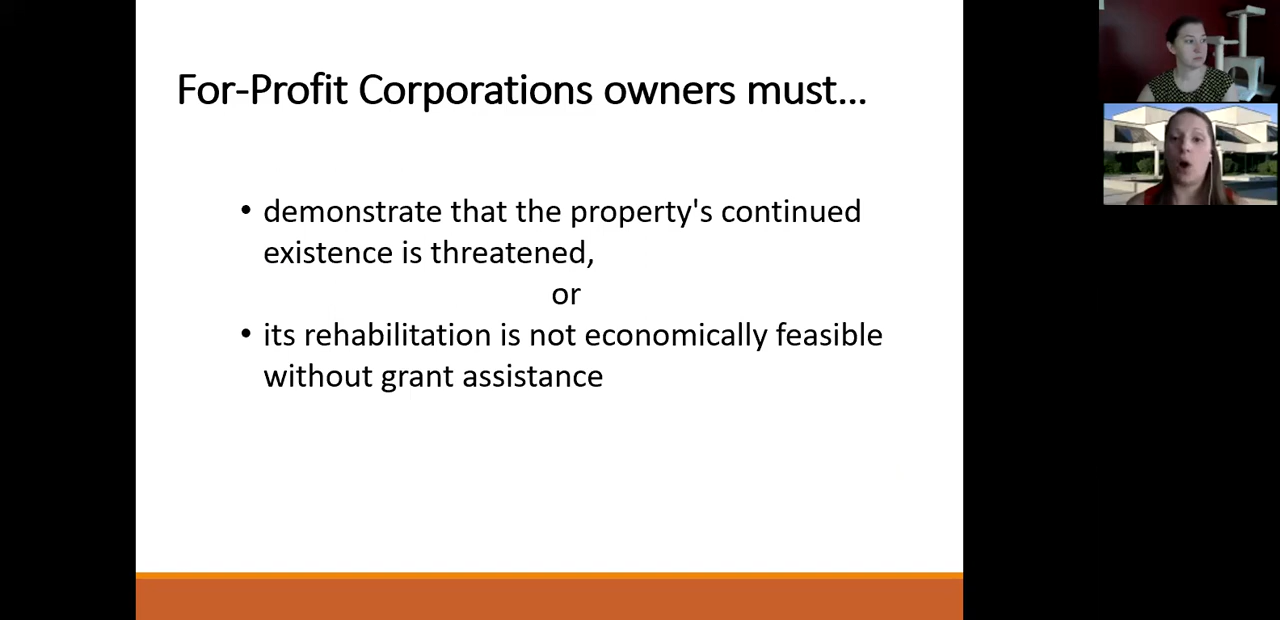 For-Profit Corporations owners must...
• demonstrate that the property's continued
existence is threatened,
or
• its rehabilitation is not economically feasible
without grant assistance